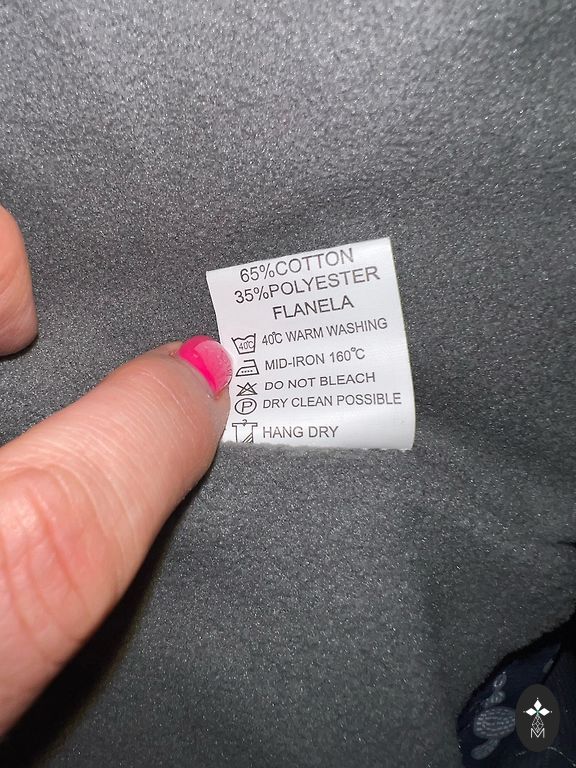 65%COTTON
35%POLYESTER
FLANELA
40℃ 40℃ WARM WASHING
MID-IRON 160℃
DO NOT BLEACH
P DRY CLEAN POSSIBLE
HANG DRY
M